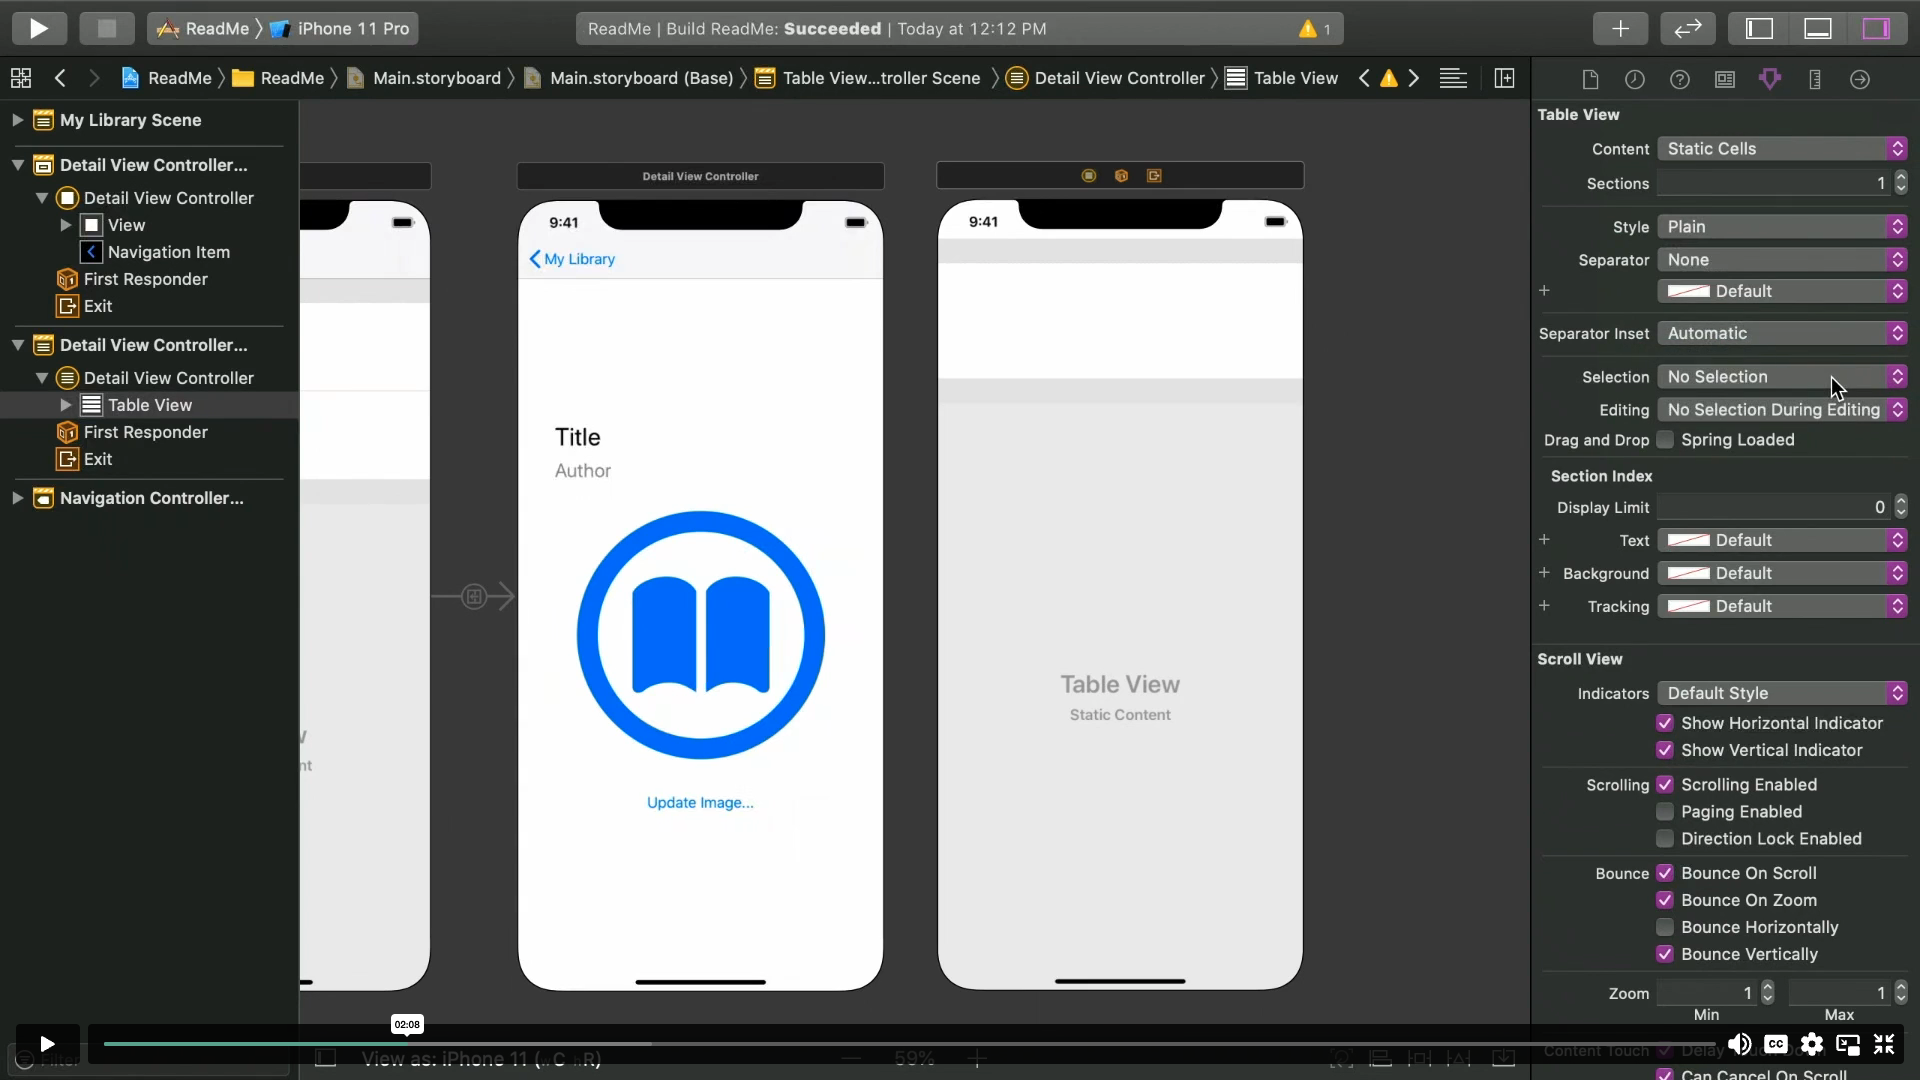 ReadMe
iPhone 11 Pro
ReadMe | Build ReadMe: Succeeded | Today at 12:12 PM
1
ReadMe
ReadMe
Main.storyboard
Main.storyboard (Base)
Table View...troller Scene
Detail View Controller
Table View
My Library Scene
Detail View Controller...
Detail View Controller
View
Navigation Item
First Responder
Exit
Detail View Controller...
Detail View Controller
Table View
First Responder
Exit
Navigation Controller...
nt
Detail View Controller
9:41
My Library
Title
Author
Update Image...
9:41
Table View
Static Content
Table View
Content Static Cells
Sections 1
Style Plain
Separator None
Default
Separator Inset Automatic
Selection No Selection
Editing No Selection During Editing
Drag and Drop Spring Loaded
Section Index
Display Limit 0
Text Default
Background Default
Tracking Default
Scroll View
Indicators Default Style
Show Horizontal Indicator
Show Vertical Indicator
Scrolling Scrolling Enabled
Paging Enabled
Direction Lock Enabled
Bounce Bounce On Scroll
Bounce On Zoom
Bounce Horizontally
Bounce Vertically
Zoom 1 1
Min Max
Content Touch Delay Touch Down
Can Cancel On Scroll
02:08
Filter
View as: iPhone 11 (wC hR)
59%
CC